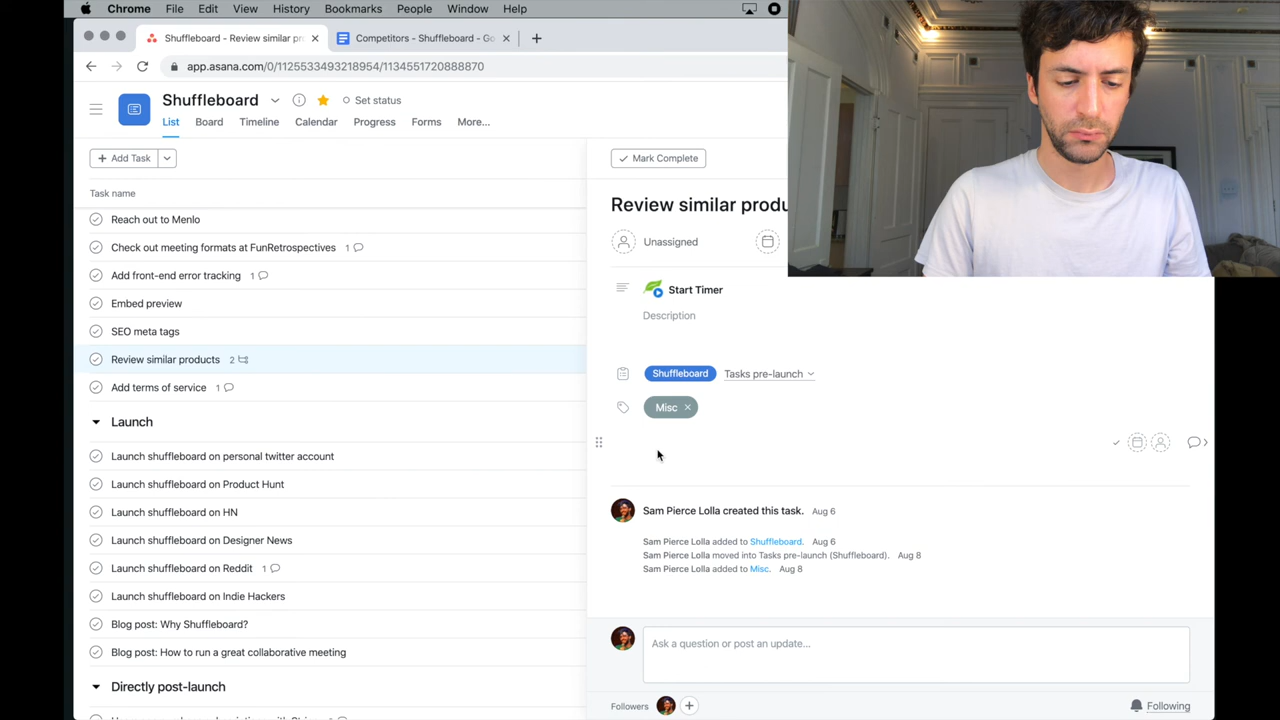 Chrome File Edit View History Bookmarks People Window Help
Shuffleboard - Review similar pr Competitors - Shuffleboard - Go
app.asana.com/0/1125533493218954/1134551720888870
Shuffleboard Set status
List Board Timeline Calendar Progress Forms More...
Add Task
Mark Complete
Task name
Reach out to Menlo
Check out meeting formats at FunRetrospectives 1
Add front-end error tracking 1
Embed preview
SEO meta tags
Review similar products 2
Add terms of service 1
Launch
Launch shuffleboard on personal twitter account
Launch shuffleboard on Product Hunt
Launch shuffleboard on HN
Launch shuffleboard on Designer News
Launch shuffleboard on Reddit 1
Launch shuffleboard on Indie Hackers
Blog post: Why Shuffleboard?
Blog post: How to run a great collaborative meeting
Directly post-launch
Review similar produ
Unassigned
Start Timer
Description
Shuffleboard Tasks pre-launch
Misc
Sam Pierce Lolla created this task. Aug 6
Sam Pierce Lolla added to Shuffleboard. Aug 6
Sam Pierce Lolla moved into Tasks pre-launch (Shuffleboard). Aug 8
Sam Pierce Lolla added to Misc. Aug 8
Ask a question or post an update...
Followers
Following